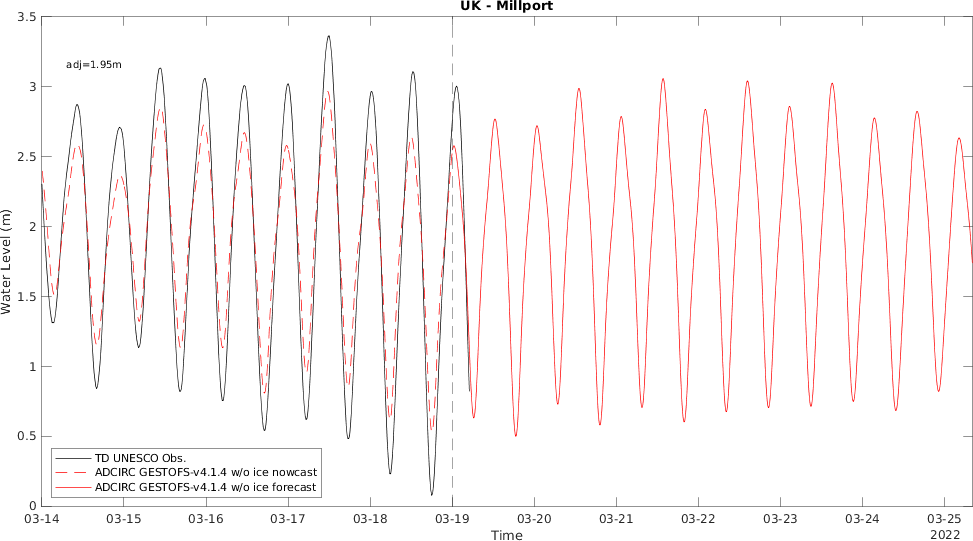 UK - Millport
3.5
3
2.5
2
1.5
1
0.5
0
Water Level (m)
adj=1.95m
TD UNESCO Obs.
ADCIRC GESTOFS-v4.1.4 w/o ice nowcast
ADCIRC GESTOFS-v4.1.4 w/o ice forecast
03-14 03-15 03-16 03-17 03-18 03-19 03-20 03-21 03-22 03-23 03-24 03-25
Time
2022